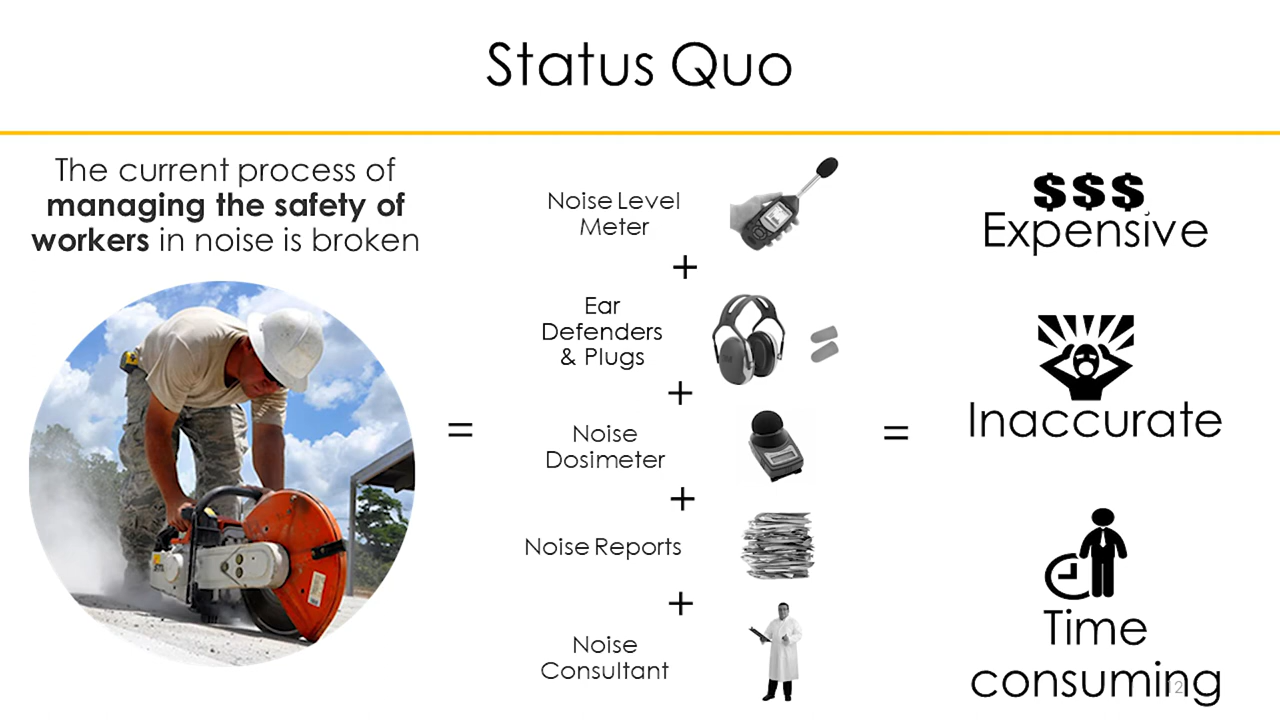 Status Quo
The current process of
managing the safety of
workers in noise is broken
=
Noise Level
Meter
+
Ear
Defenders
& Plugs
+
Noise
Dosimeter
+
Noise Reports
+
Noise
Consultant
=
$$$
Expensive
Inaccurate
Time
consuming
12